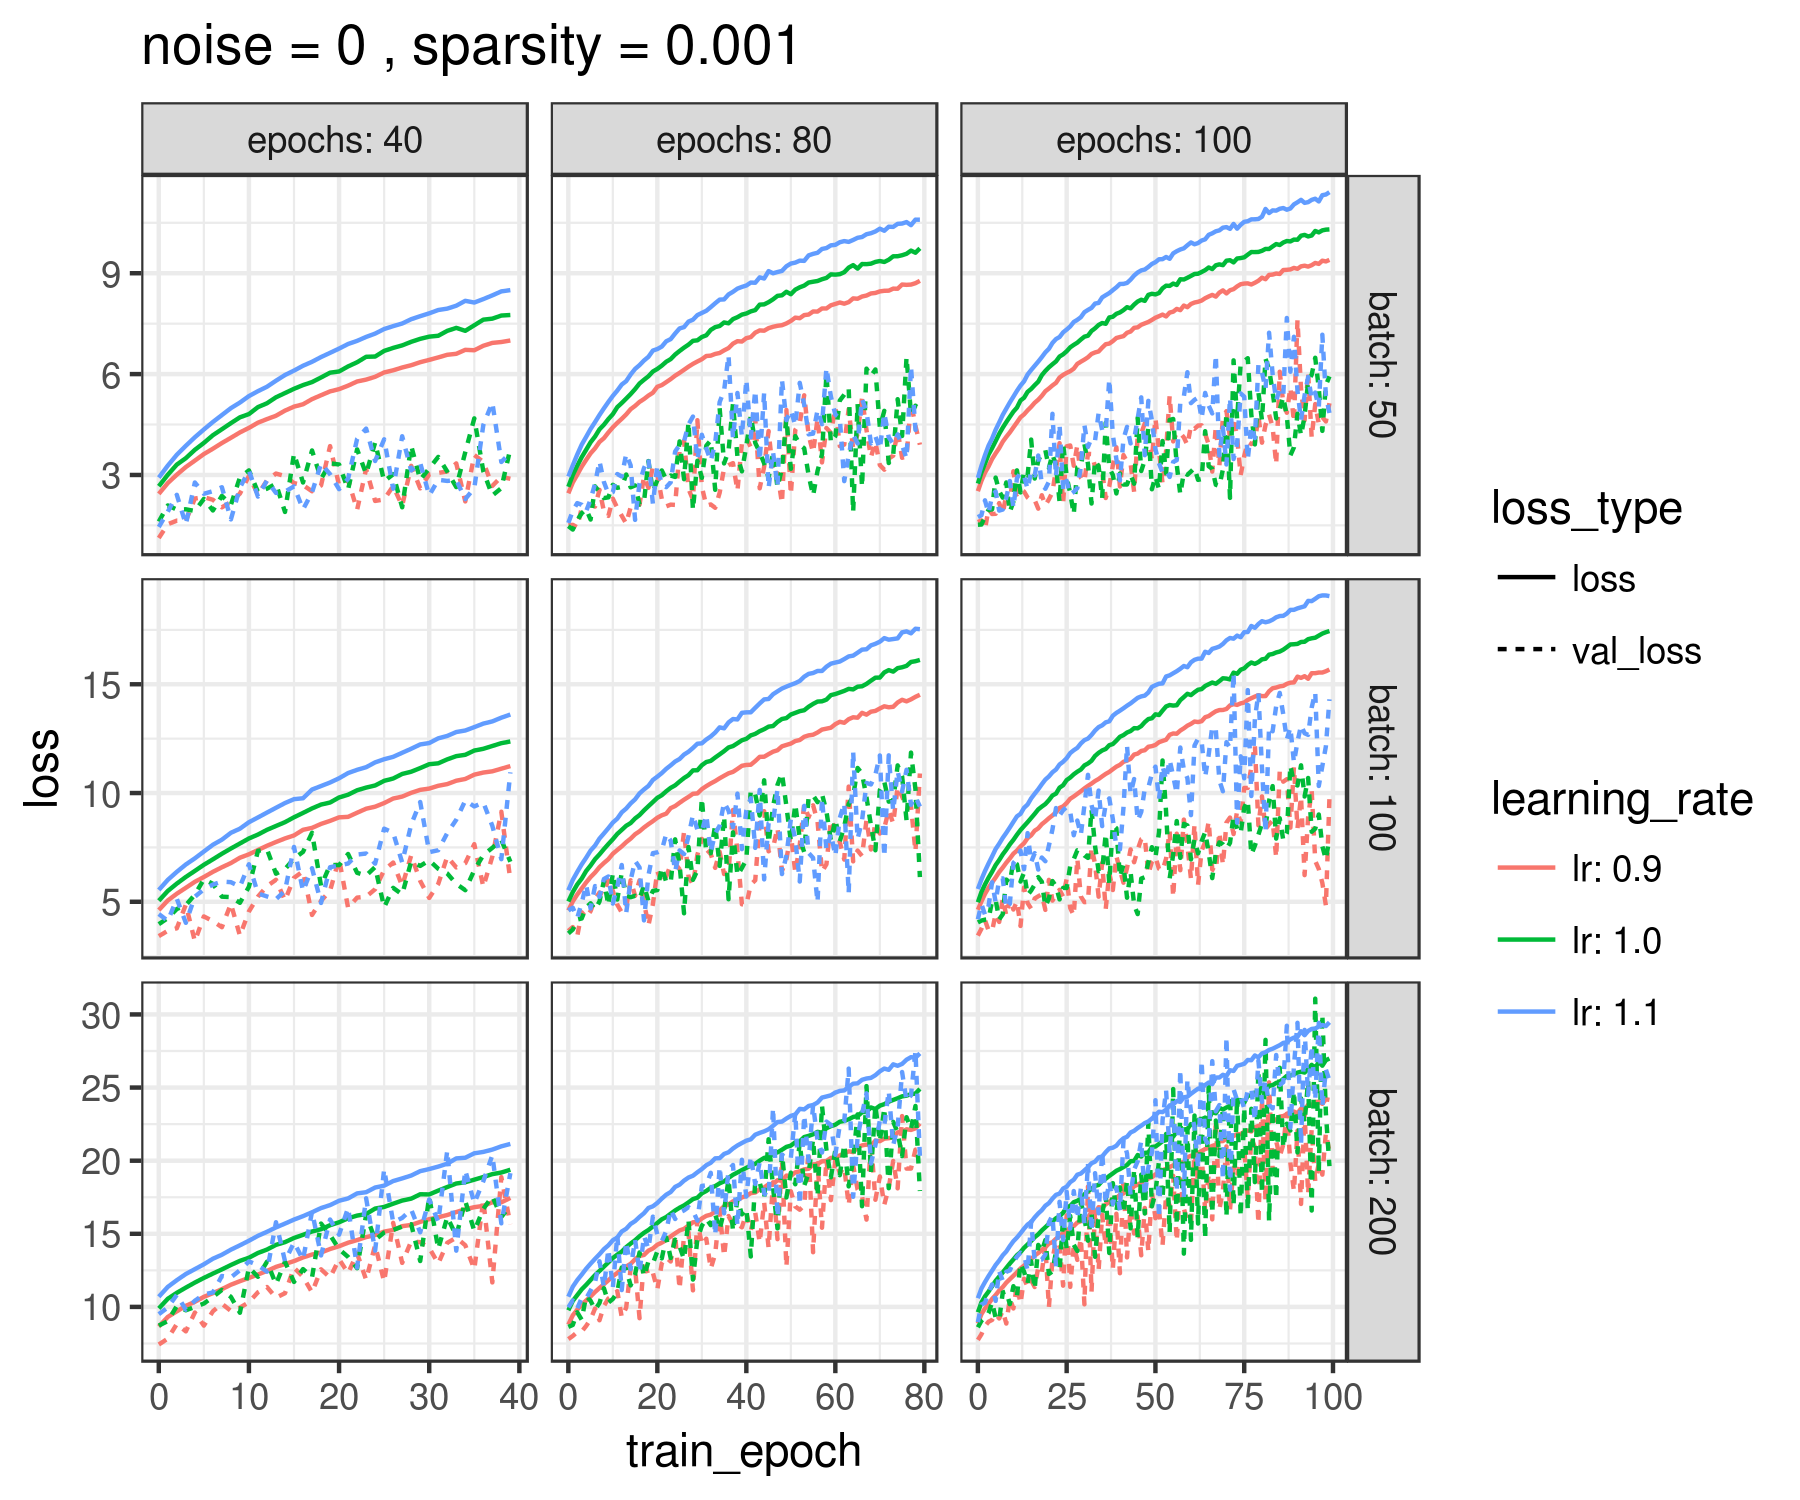 noise = 0 , sparsity = 0.001
epochs: 40
epochs: 80
epochs: 100
9
6
3
batch: 50
15
10
5
batch: 100
30
25
20
15
10
batch: 200
0 10 20 30 40
0 20 40 60 80
0 25 50 75 100
train_epoch
loss
loss_type
loss
val_loss
learning_rate
lr: 0.9
lr: 1.0
lr: 1.1